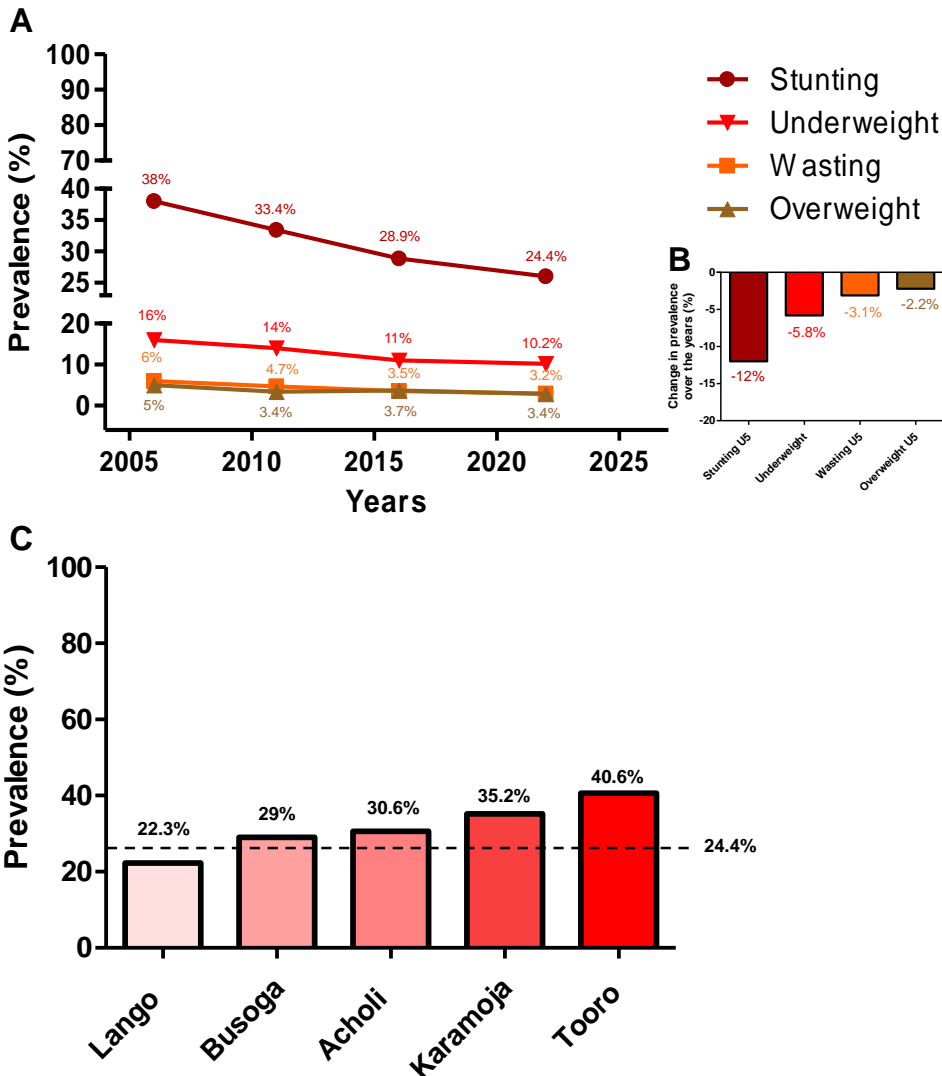 A
Prevalence (%)
100
90
80
70
40
35
30
25
20
10
0
38%
33.4%
28.9%
24.4%
16%
14%
11%
10.2%
6%
4.7%
3.5%
3.2%
5%
3.4%
3.7%
3.4%
2005
2010
2015
2020
2025
Years
Stunting
Underweight
Wasting
Overweight
B
Change in prevalence
over the years (%)
0
-5
-10
-15
-20
-12%
-5.8%
-3.1%
-2.2%
Stunting U5
Underweight
Wasting U5
Overweight U5
C
Prevalence (%)
100
80
60
40
20
0
22.3%
29%
30.6%
35.2%
40.6%
24.4%
Lango
Busoga
Acholi
Karamoja
Tooro